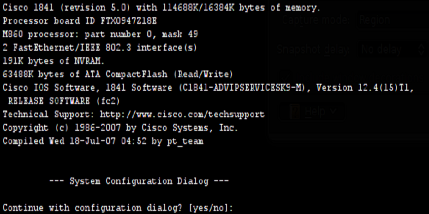 Cisco 1841 (revision 5.0) with 114688K/16384K bytes of memory.
Processor board ID FTX0947Z18E
M860 processor: part number 0, mask 49
2 FastEthernet/IEEE 802.3 interface(s)
191K bytes of NVRAM.
63488K bytes of ATA CompactFlash (Read/Write)
Cisco IOS Software, 1841 Software (C1841-ADVIPSERVICESK9-M), Version 12.4(15)T1,
RELEASE SOFTWARE (fc2)
Technical Support: http://www.cisco.com/techsupport
Copyright (c) 1986-2007 by Cisco Systems, Inc.
Compiled Wed 18-Jul-07 04:52 by pt_team
--- System Configuration Dialog ---
Continue with configuration dialog? [yes/no]: